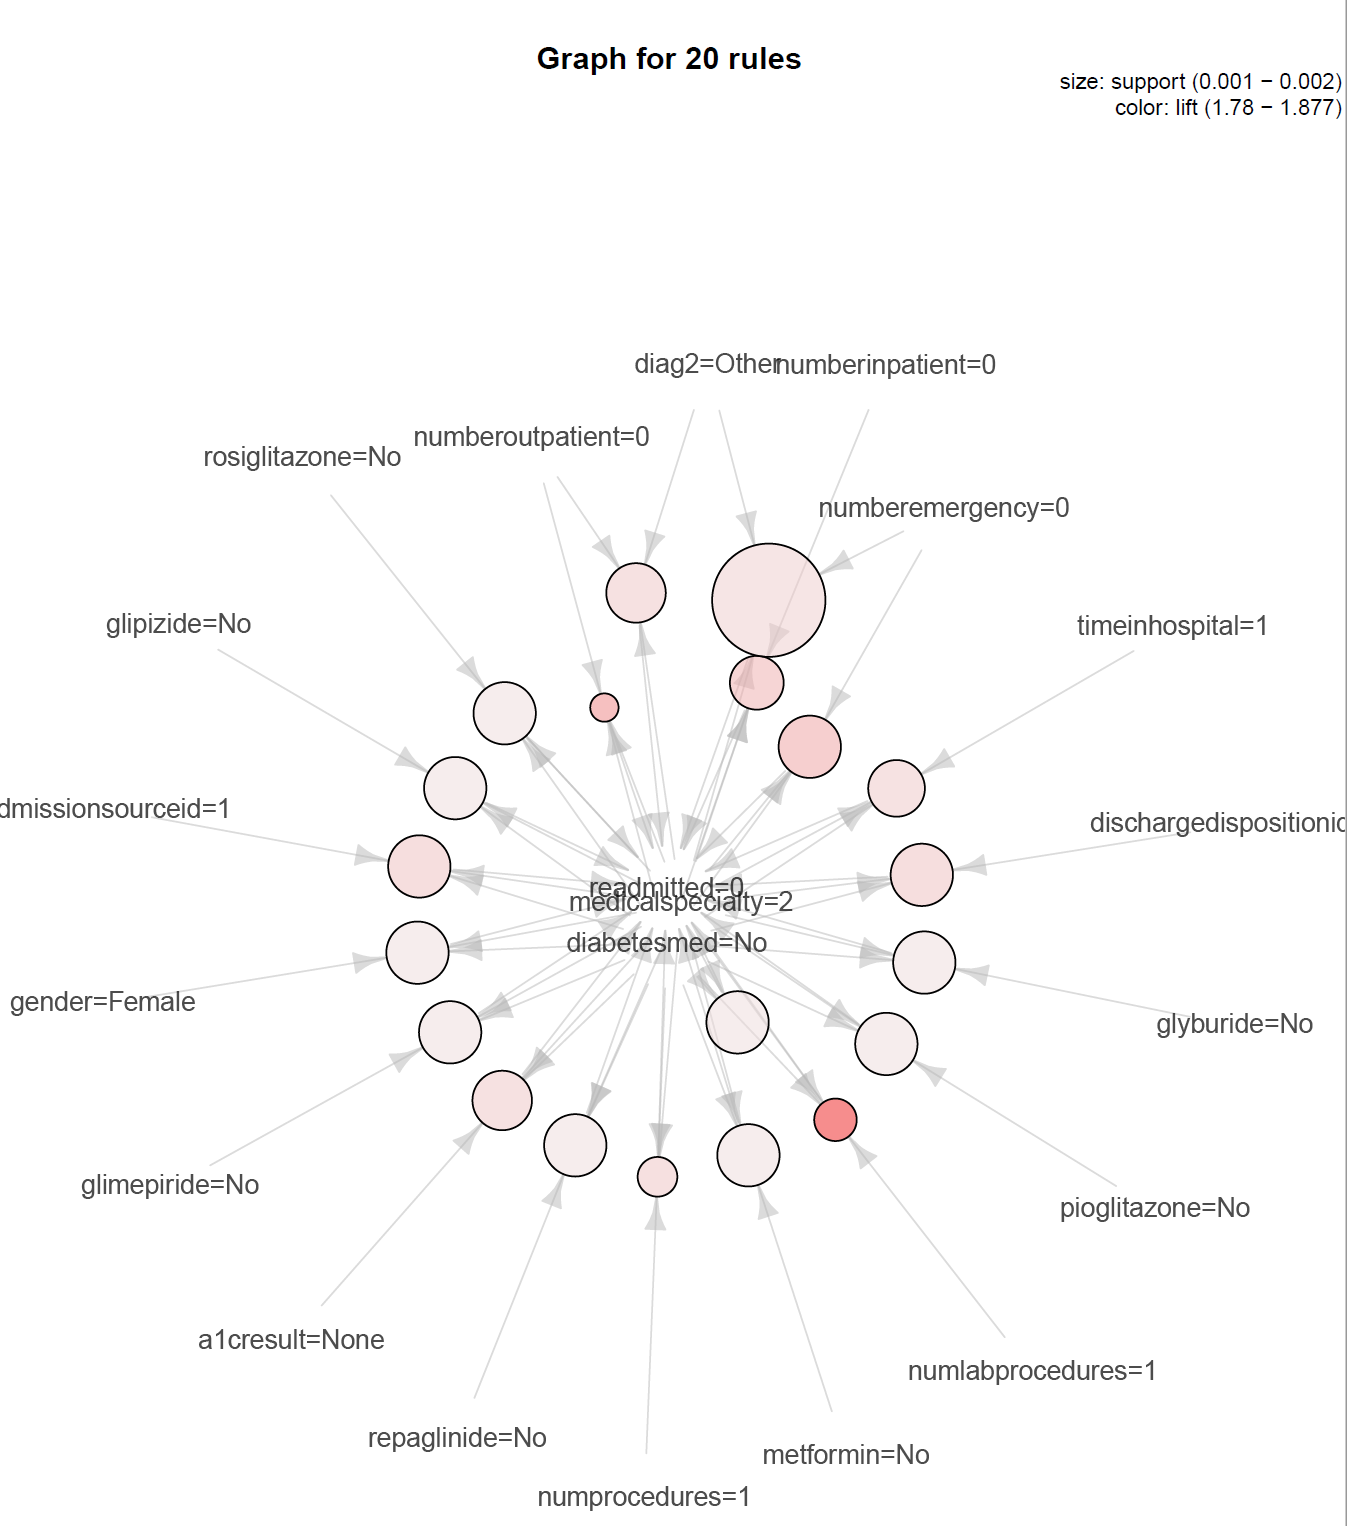 Graph for 20 rules
size: support (0.001 − 0.002)
color: lift (1.78 − 1.877)
diag2=Other
numberinpatient=0
numberoutpatient=0
rosiglitazone=No
numberemergency=0
glipizide=No
timeinhospital=1
dmissionsourceid=1
dischargedispositionid
readmitted=0
medicalspecialty=2
diabetesmed=No
gender=Female
glyburide=No
glimepiride=No
pioglitazone=No
a1cresult=None
numlabprocedures=1
repaglinide=No
metformin=No
numprocedures=1